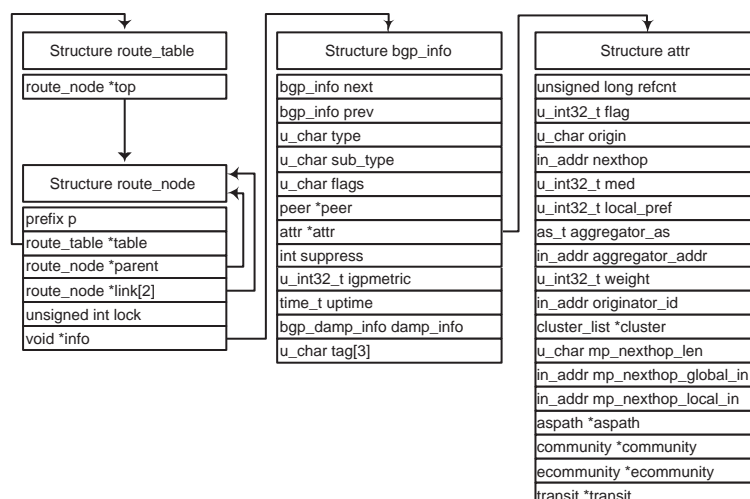 Structure route_table
route_node *top
Structure route_node
prefix p
route_table *table
route_node *parent
route_node *link[2]
unsigned int lock
void *info
Structure bgp_info
bgp_info next
bgp_info prev
u_char type
u_char sub_type
u_char flags
peer *peer
attr *attr
int suppress
u_int32_t igpmetric
time_t uptime
bgp_damp_info damp_info
u_char tag[3]
Structure attr
unsigned long refcnt
u_int32_t flag
u_char origin
in_addr nexthop
u_int32_t med
u_int32_t local_pref
as_t aggregator_as
in_addr aggregator_addr
u_int32_t weight
in_addr originator_id
cluster_list *cluster
u_char mp_nexthop_len
in_addr mp_nexthop_global_in
in_addr mp_nexthop_local_in
aspath *aspath
community *community
ecommunity *ecommunity
transit *transit